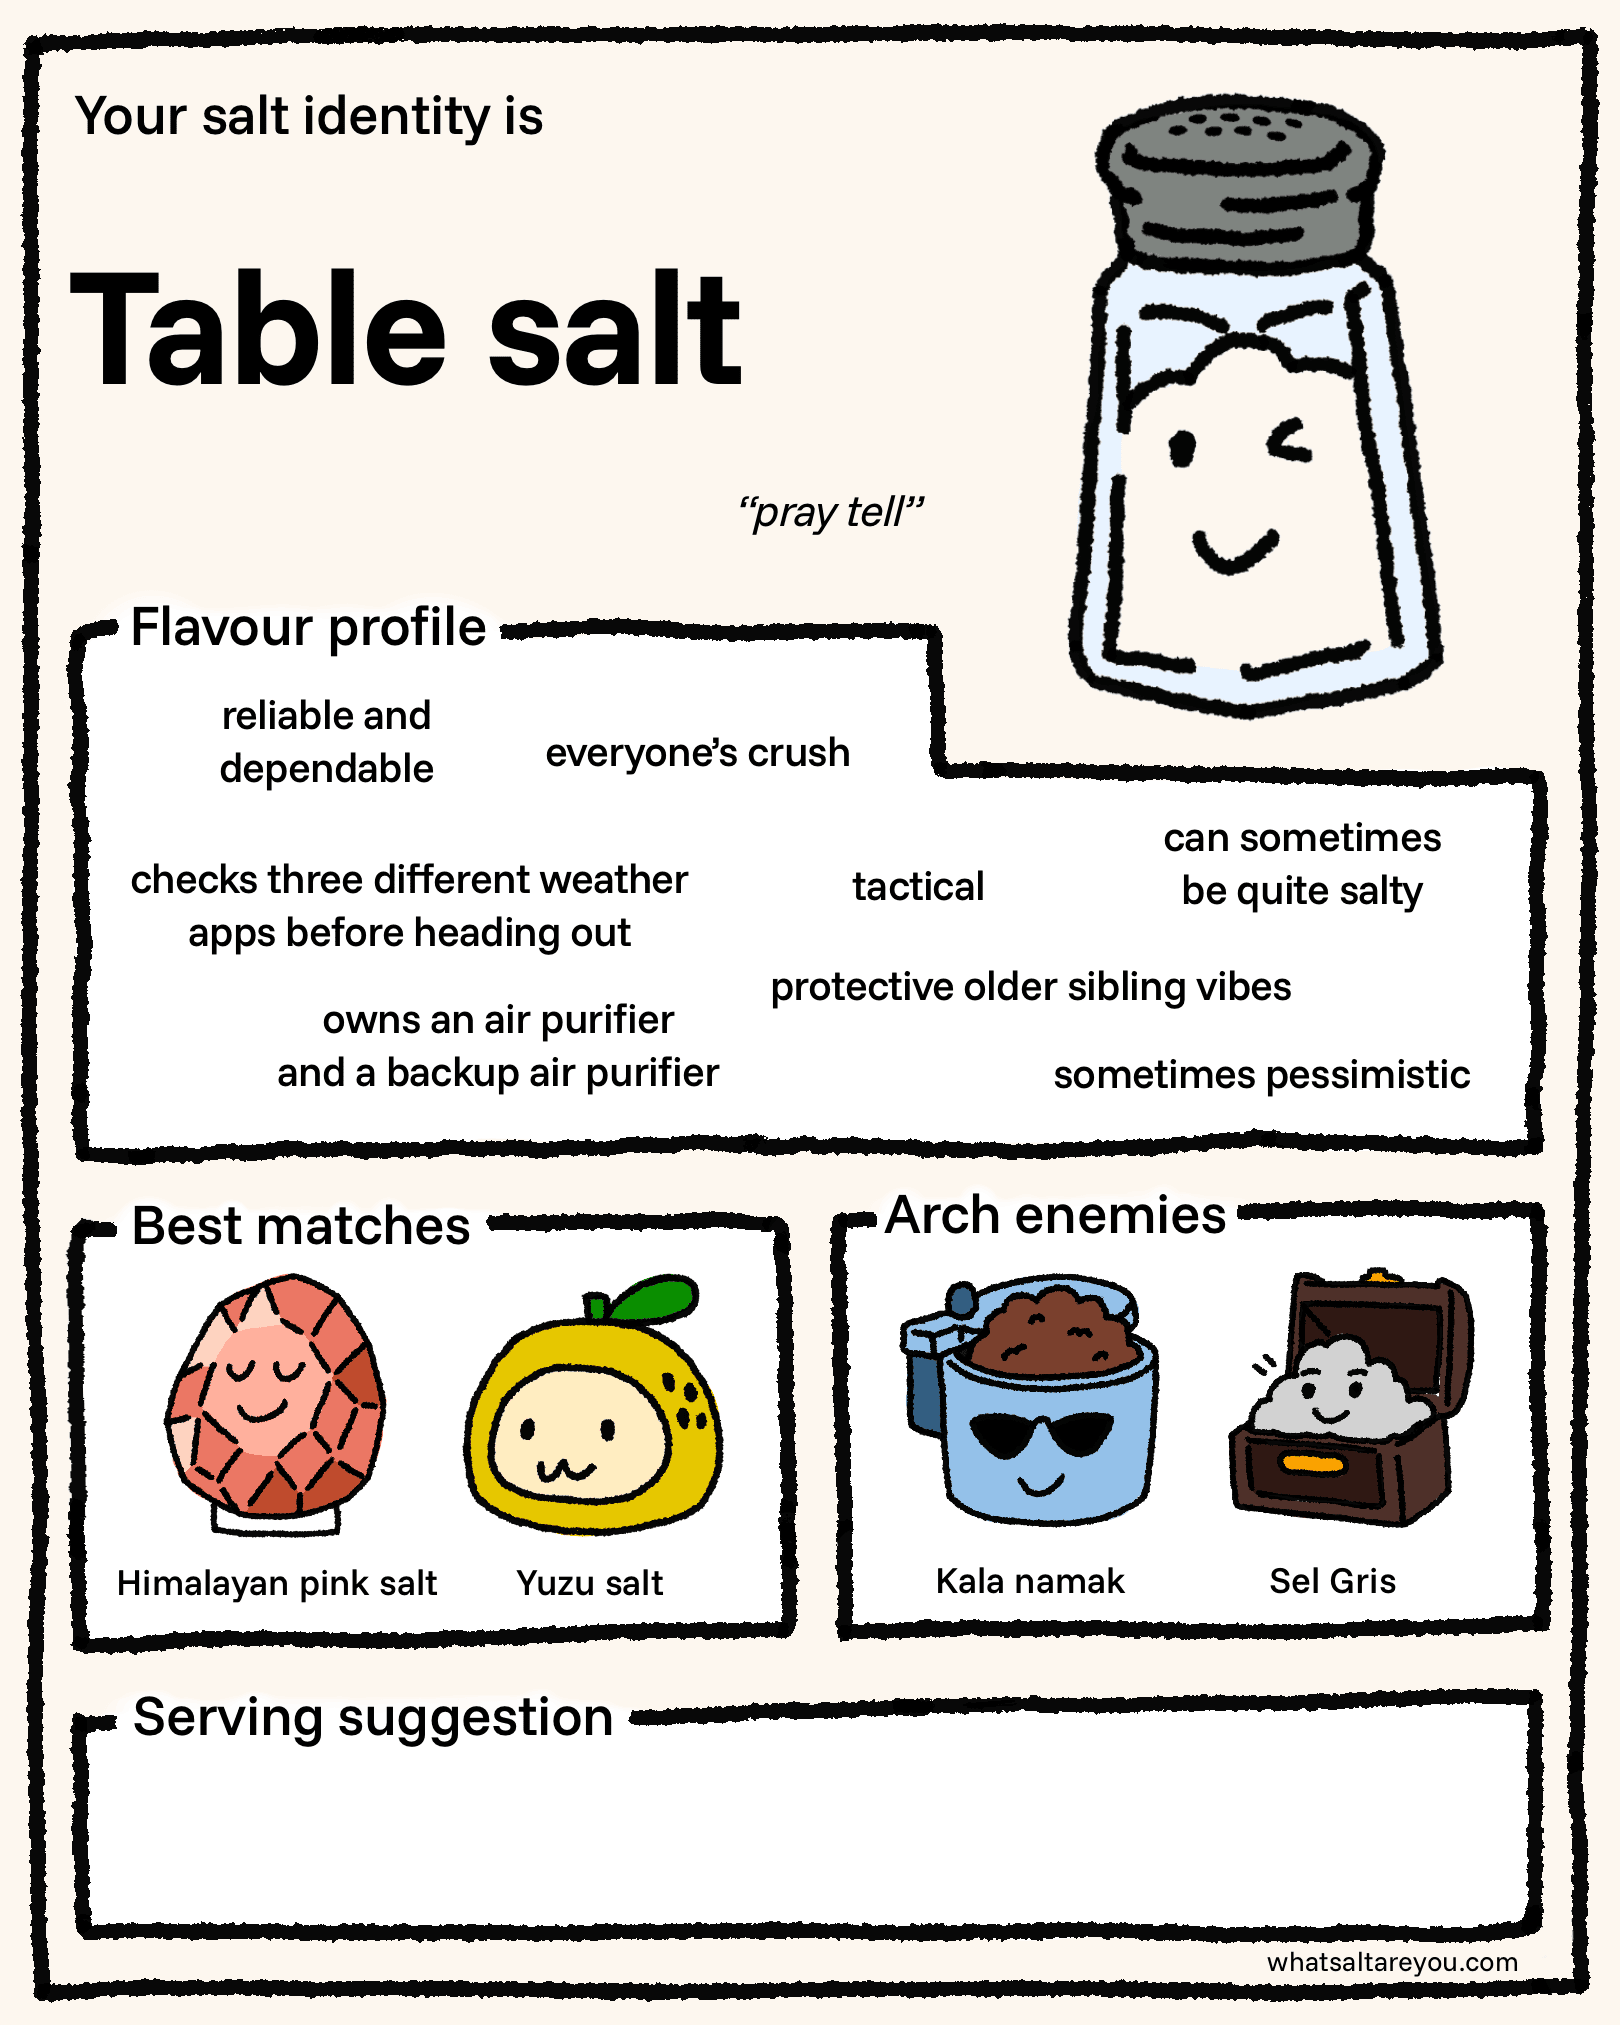 Your salt identity is
Table salt
“pray tell”
Flavour profile
reliable and
dependable
everyone’s crush
checks three different weather
apps before heading out
tactical
can sometimes
be quite salty
protective older sibling vibes
owns an air purifier
and a backup air purifier
sometimes pessimistic
Best matches
Himalayan pink salt
Yuzu salt
Arch enemies
Kala namak
Sel Gris
Serving suggestion
whatsaltareyou.com